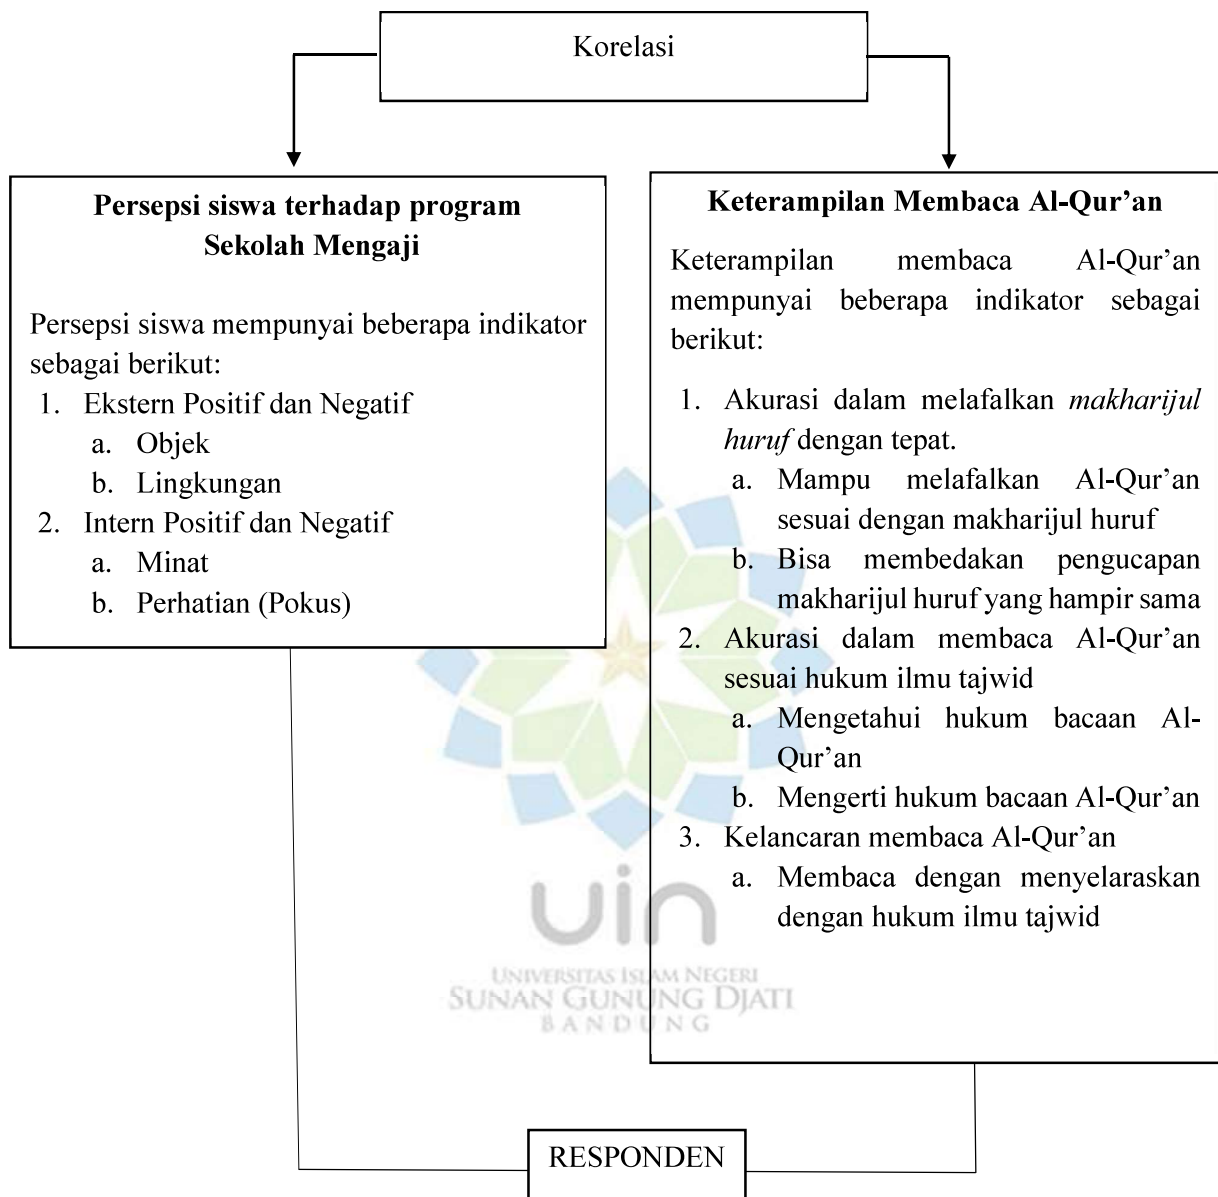 Korelasi
Persepsi siswa terhadap program
Sekolah Mengaji
Persepsi siswa mempunyai beberapa indikator
sebagai berikut:
1. Ekstern Positif dan Negatif
a. Objek
b. Lingkungan
2. Intern Positif dan Negatif
a. Minat
b. Perhatian (Pokus)
Keterampilan Membaca Al-Qur’an
Keterampilan membaca Al-Qur’an
mempunyai beberapa indikator sebagai
berikut:
1. Akurasi dalam melafalkan makharijul
huruf dengan tepat.
a. Mampu melafalkan Al-Qur’an
sesuai dengan makharijul huruf
b. Bisa membedakan pengucapan
makharijul huruf yang hampir sama
2. Akurasi dalam membaca Al-Qur’an
sesuai hukum ilmu tajwid
a. Mengetahui hukum bacaan Al-
Qur’an
b. Mengerti hukum bacaan Al-Qur’an
3. Kelancaran membaca Al-Qur’an
a. Membaca dengan menyelaraskan
dengan hukum ilmu tajwid
uin
UNIVERSITAS ISLAM NEGERI
SUNAN GUNUNG DJATI
BANDUNG
RESPONDEN